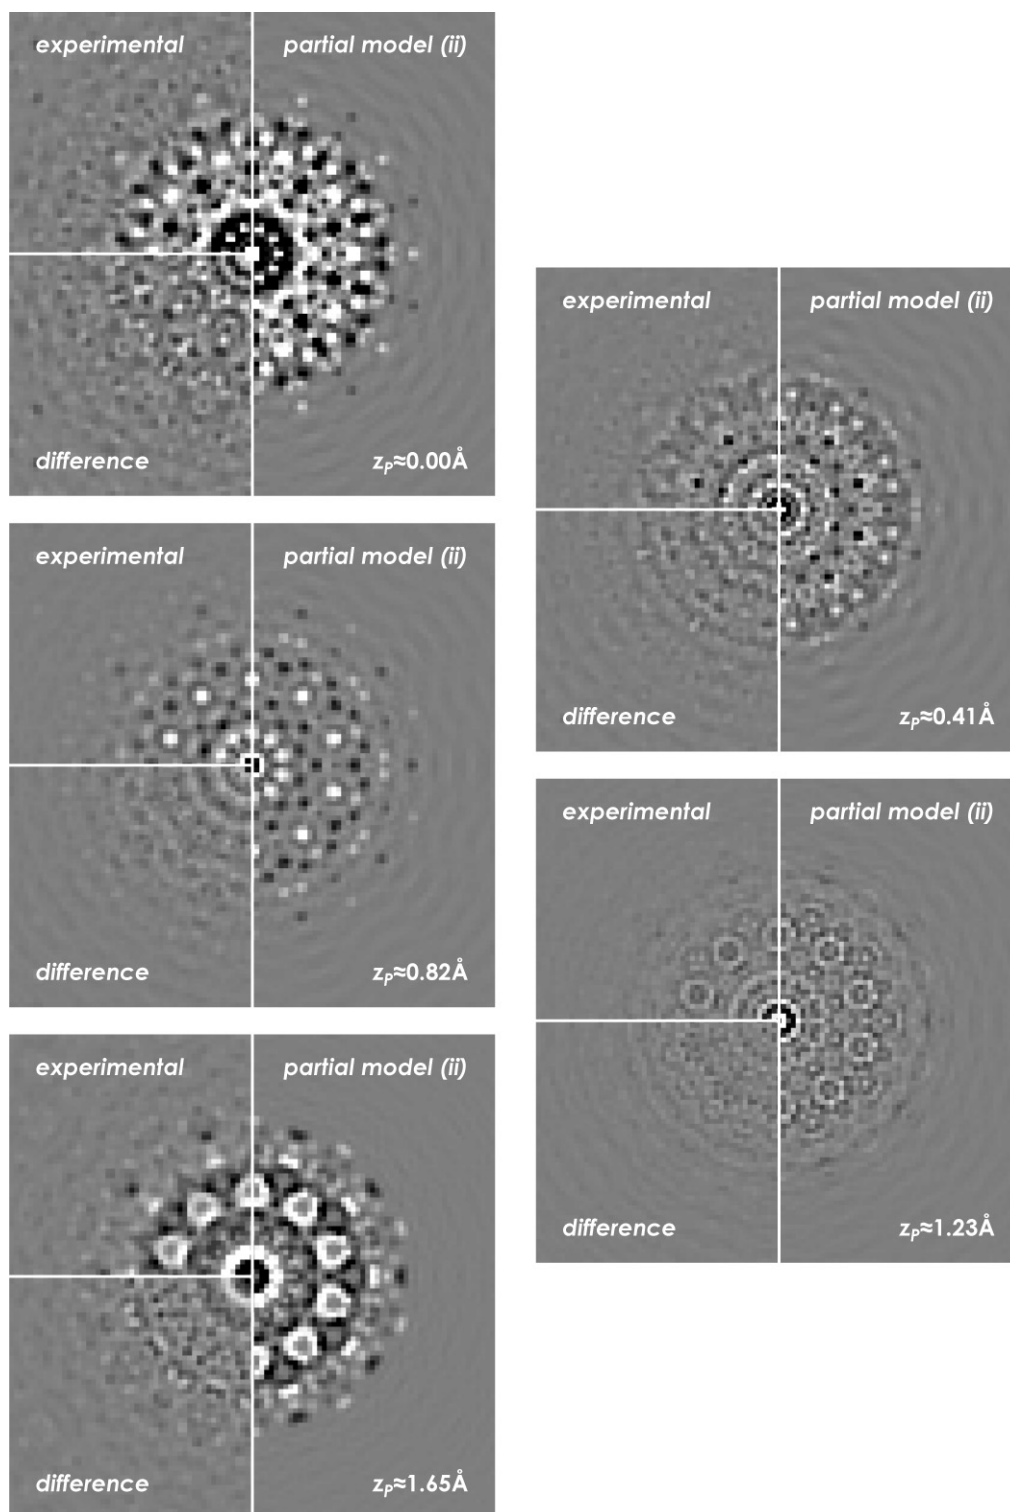 experimental partial model (ii)
difference z_P≈0.00Å
experimental partial model (ii)
difference z_P≈0.41Å
experimental partial model (ii)
difference z_P≈0.82Å
experimental partial model (ii)
difference z_P≈1.23Å
experimental partial model (ii)
difference z_P≈1.65Å